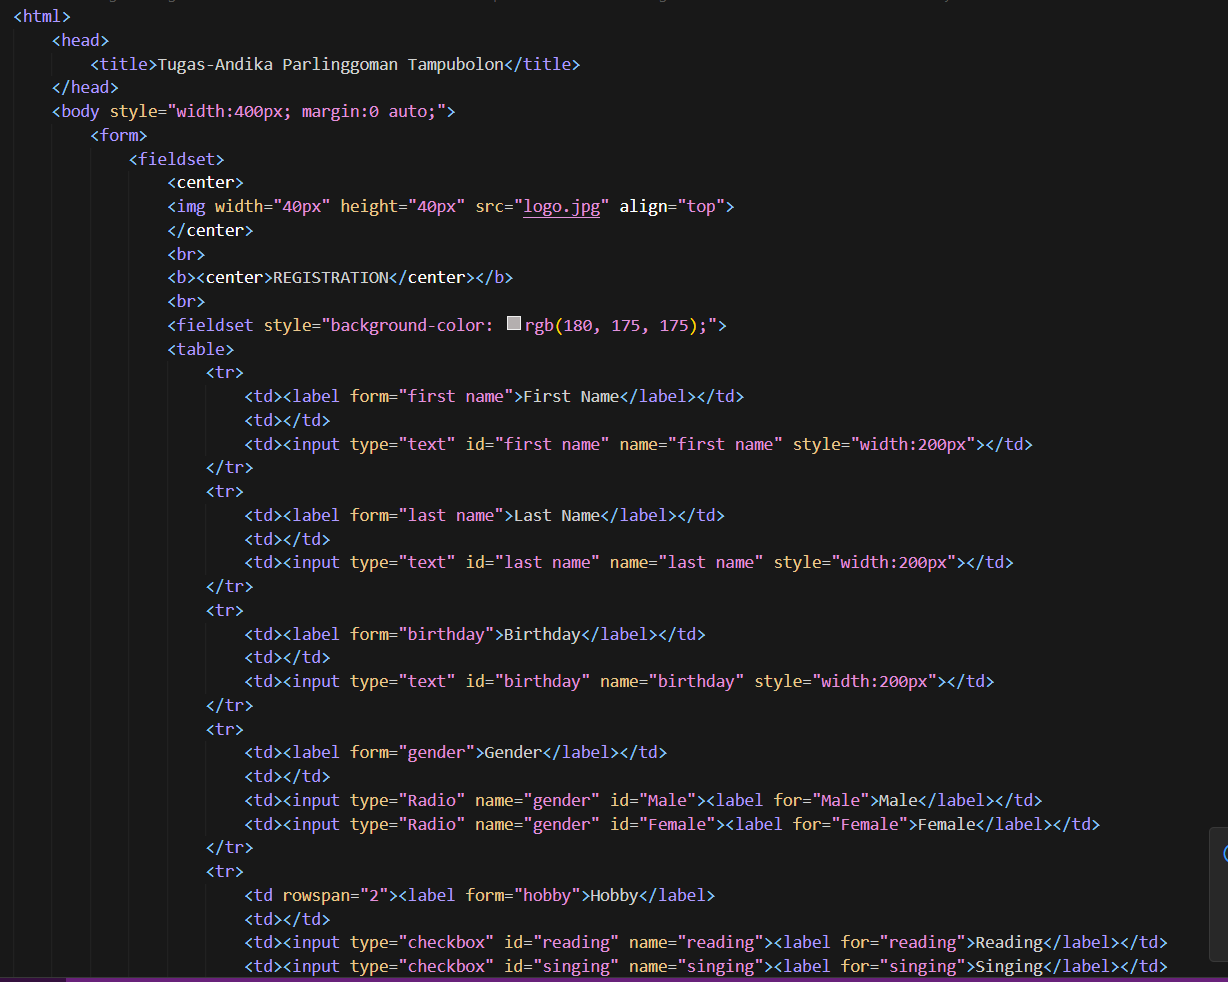 <html>
<head>
<title>Tugas-Andika Parlinggoman Tampubolon</title>
</head>
<body style="width:400px; margin:0 auto;">
<form>
<fieldset>
<center>
<img width="40px" height="40px" src="logo.jpg" align="top">
</center>
<br>
<b><center>REGISTRATION</center></b>
<br>
<fieldset style="background-color: rgb(180, 175, 175);">
<table>
<tr>
<td><label form="first name">First Name</label></td>
<td></td>
<td><input type="text" id="first name" name="first name" style="width:200px"></td>
</tr>
<tr>
<td><label form="last name">Last Name</label></td>
<td></td>
<td><input type="text" id="last name" name="last name" style="width:200px"></td>
</tr>
<tr>
<td><label form="birthday">Birthday</label></td>
<td></td>
<td><input type="text" id="birthday" name="birthday" style="width:200px"></td>
</tr>
<tr>
<td><label form="gender">Gender</label></td>
<td></td>
<td><input type="Radio" name="gender" id="Male"><label for="Male">Male</label></td>
<td><input type="Radio" name="gender" id="Female"><label for="Female">Female</label></td>
</tr>
<tr>
<td rowspan="2"><label form="hobby">Hobby</label>
<td></td>
<td><input type="checkbox" id="reading" name="reading"><label for="reading">Reading</label></td>
<td><input type="checkbox" id="singing" name="singing"><label for="singing">Singing</label></td>